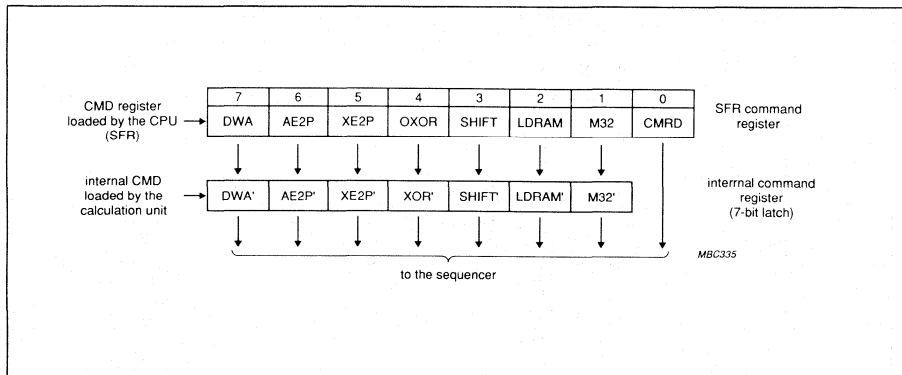 7 6 5 4 3 2 1 0
CMD register
loaded by the CPU
(SFR)
DWA AE2P XE2P OXOR SHIFT LDRAM M32 CMRD
SFR command
register
internal CMD
loaded by the
calculation unit
DWA' AE2P' XE2P' XOR' SHIFT' LDRAM' M32'
interrnal command
register
(7-bit latch)
MBC335
to the sequencer